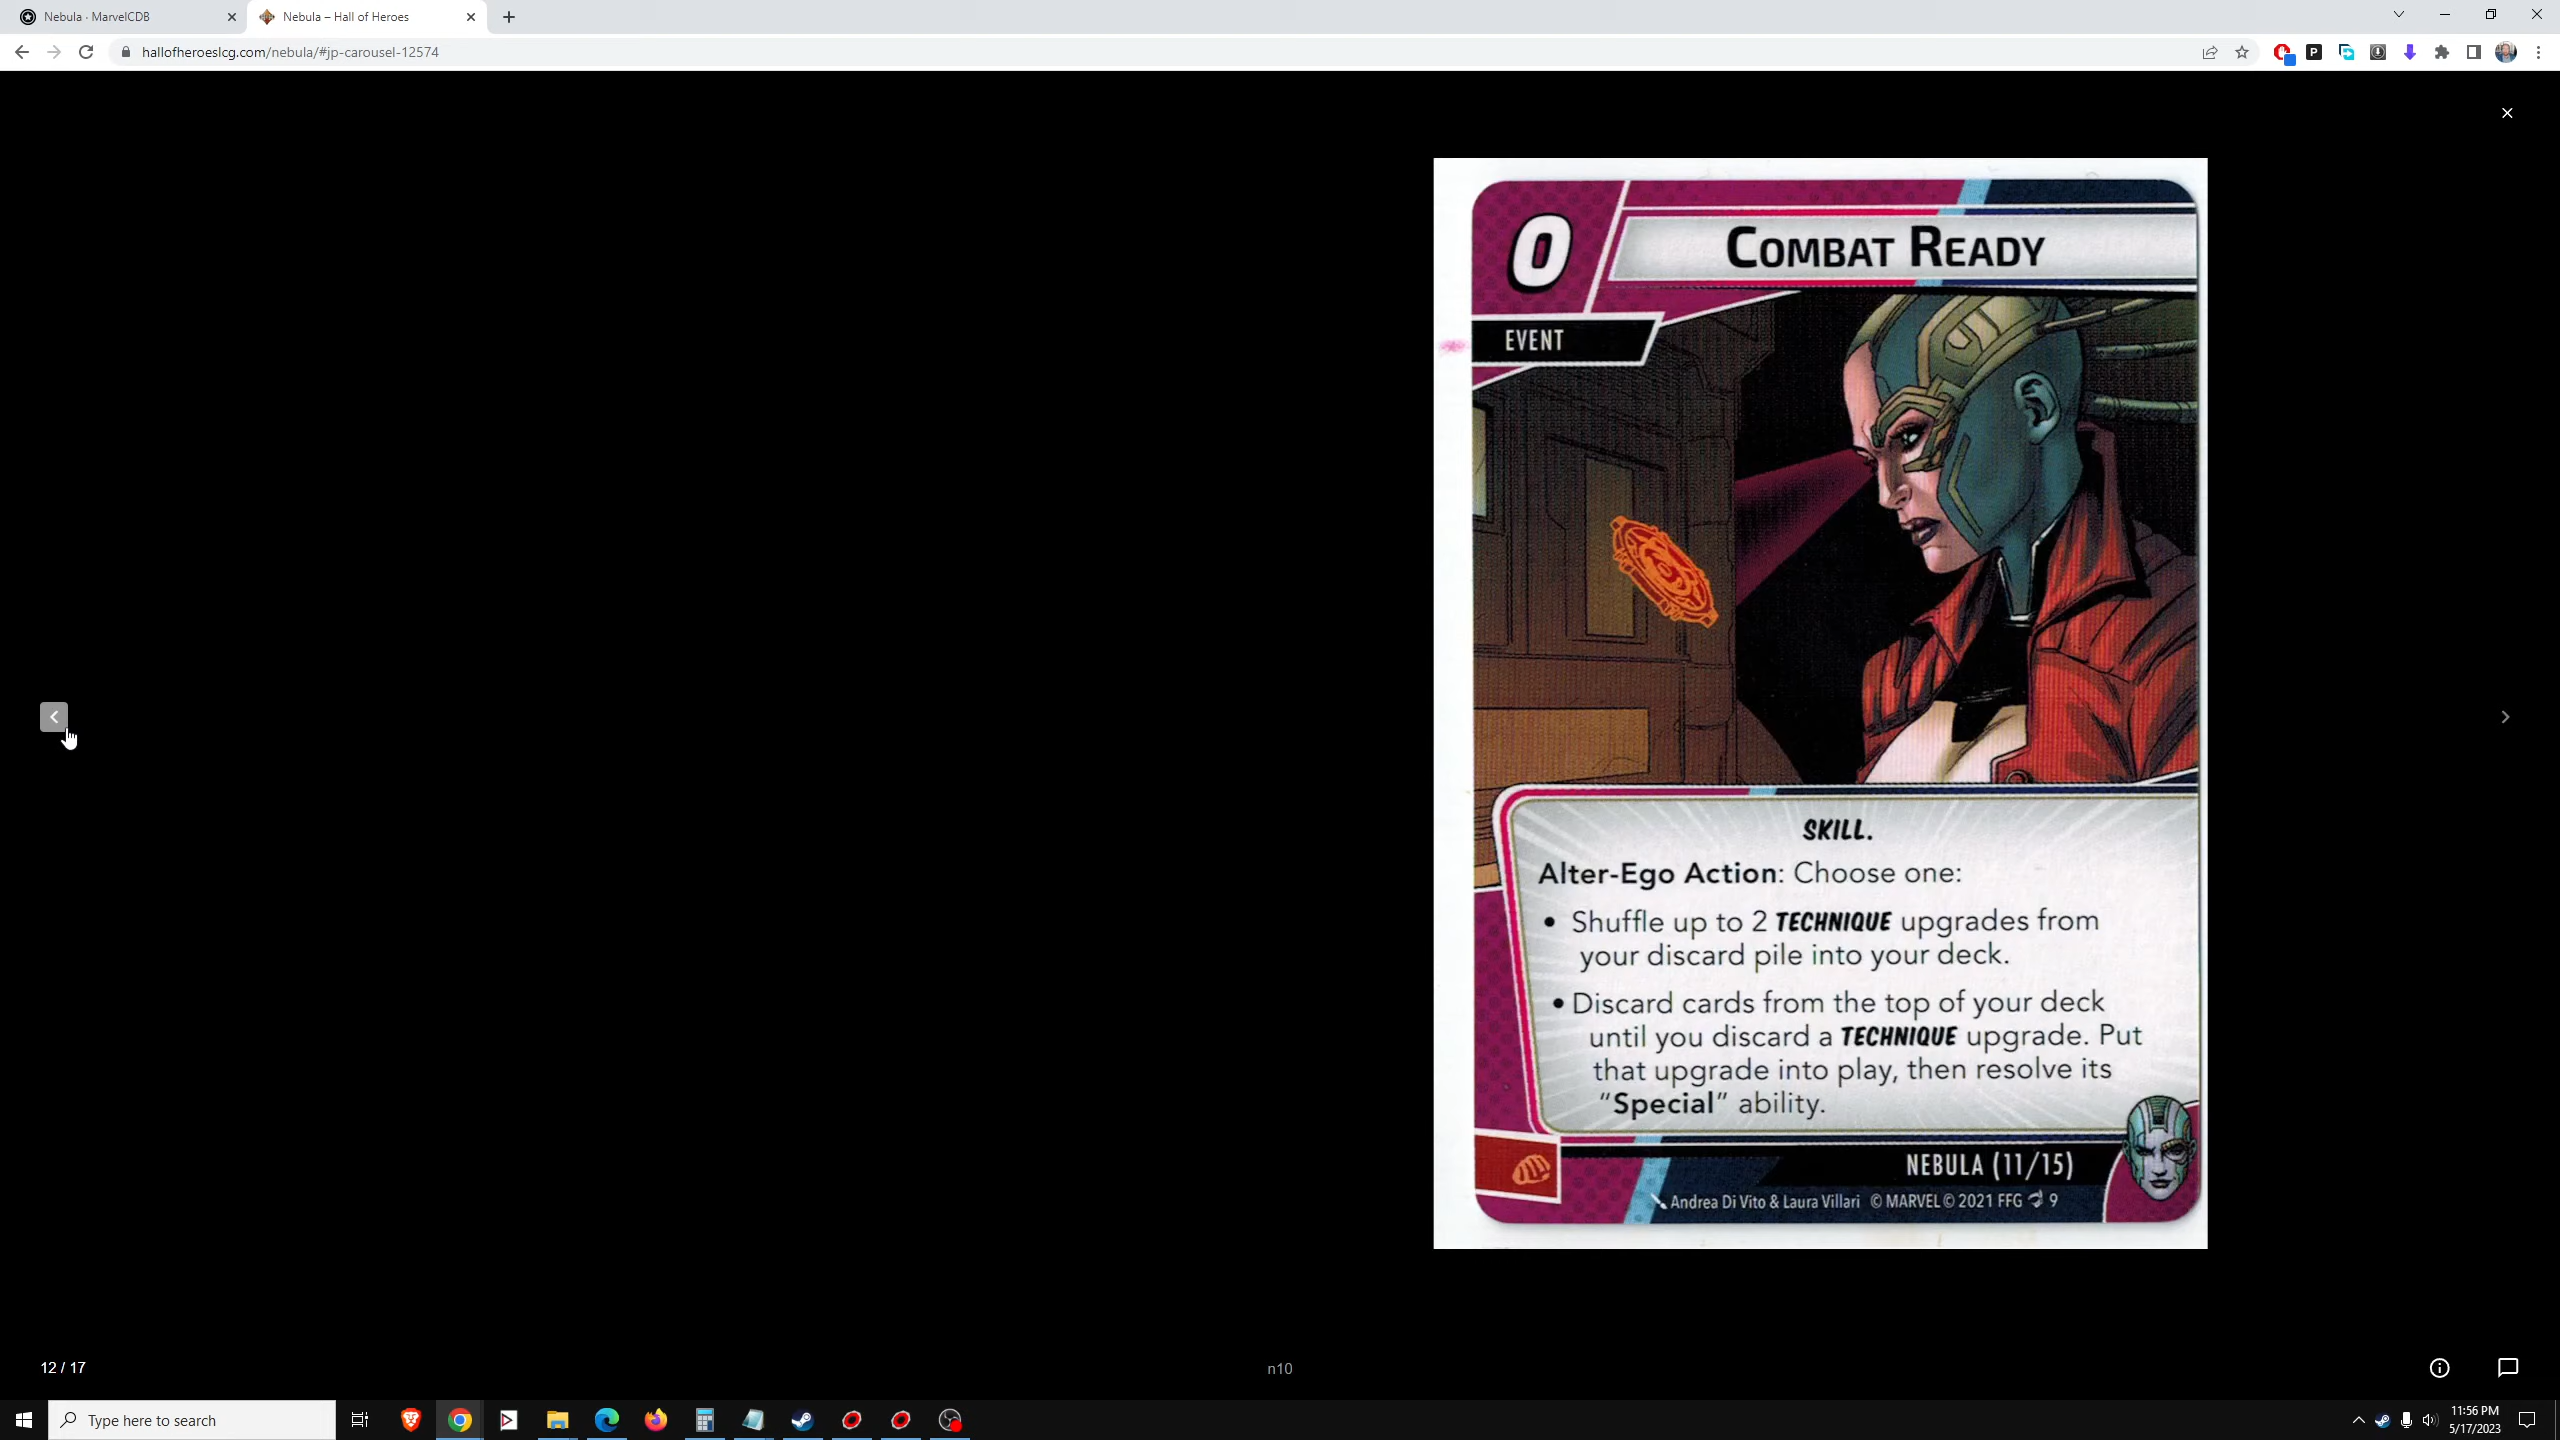 Nebula · MarvelCDB
Nebula – Hall of Heroes
hallofheroeslcg.com/nebula/#jp-carousel-12574
0
COMBAT READY
EVENT
SKILL.
Alter-Ego Action: Choose one:
• Shuffle up to 2 TECHNIQUE upgrades from
your discard pile into your deck.
• Discard cards from the top of your deck
until you discard a TECHNIQUE upgrade. Put
that upgrade into play, then resolve its
“Special” ability.
NEBULA (11/15)
Andrea Di Vito & Laura Villari © MARVEL © 2021 FFG 9
12 / 17
n10
Type here to search
11:56 PM
5/17/2023